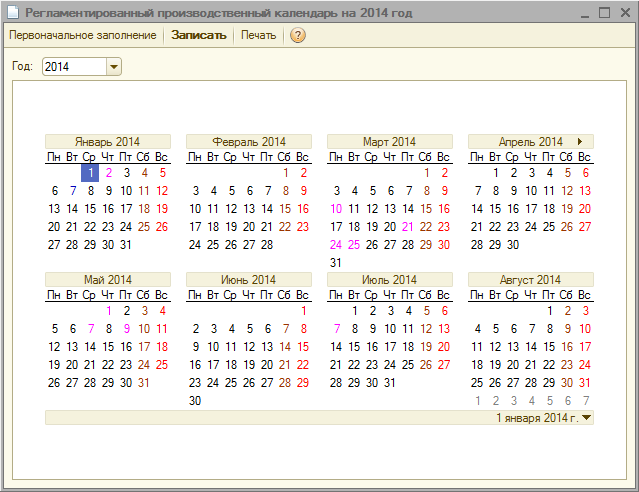 Регламентированный производственный календарь на 2014 год
Первоначальное заполнение Записать Печать ?
Год: 2014
Январь 2014 Февраль 2014 Март 2014 Апрель 2014
Пн Вт Ср Чт Пт Сб Вс Пн Вт Ср Чт Пт Сб Вс Пн Вт Ср Чт Пт Сб Вс Пн Вт Ср Чт Пт Сб Вс
1 2 3 4 5 1 2 1 2 1 2 3 4 5 6
6 7 8 9 10 11 12 3 4 5 6 7 8 9 3 4 5 6 7 8 9 7 8 9 10 11 12 13
13 14 15 16 17 18 19 10 11 12 13 14 15 16 10 11 12 13 14 15 16 14 15 16 17 18 19 20
20 21 22 23 24 25 26 17 18 19 20 21 22 23 17 18 19 20 21 22 23 21 22 23 24 25 26 27
27 28 29 30 31 24 25 26 27 28 24 25 26 27 28 29 30 28 29 30
31
Май 2014 Июнь 2014 Июль 2014 Август 2014
Пн Вт Ср Чт Пт Сб Вс Пн Вт Ср Чт Пт Сб Вс Пн Вт Ср Чт Пт Сб Вс Пн Вт Ср Чт Пт Сб Вс
1 2 3 4 1 1 2 3 4 5 6 1 2 3
5 6 7 8 9 10 11 2 3 4 5 6 7 8 7 8 9 10 11 12 13 4 5 6 7 8 9 10
12 13 14 15 16 17 18 9 10 11 12 13 14 15 14 15 16 17 18 19 20 11 12 13 14 15 16 17
19 20 21 22 23 24 25 16 17 18 19 20 21 22 21 22 23 24 25 26 27 18 19 20 21 22 23 24
26 27 28 29 30 31 23 24 25 26 27 28 29 28 29 30 31 25 26 27 28 29 30 31
30 1 2 3 4 5 6 7
1 января 2014 г.